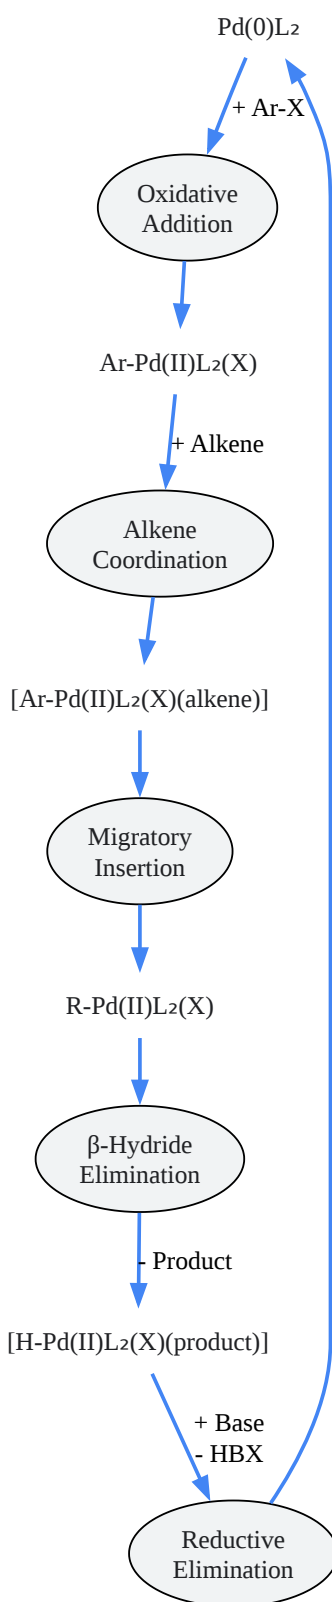 Pd(0)L₂
+ Ar-X
Oxidative
Addition
Ar-Pd(II)L₂(X)
+ Alkene
Alkene
Coordination
[Ar-Pd(II)L₂(X)(alkene)]
Migratory
Insertion
R-Pd(II)L₂(X)
β-Hydride
Elimination
- Product
[H-Pd(II)L₂(X)(product)]
+ Base
- HBX
Reductive
Elimination